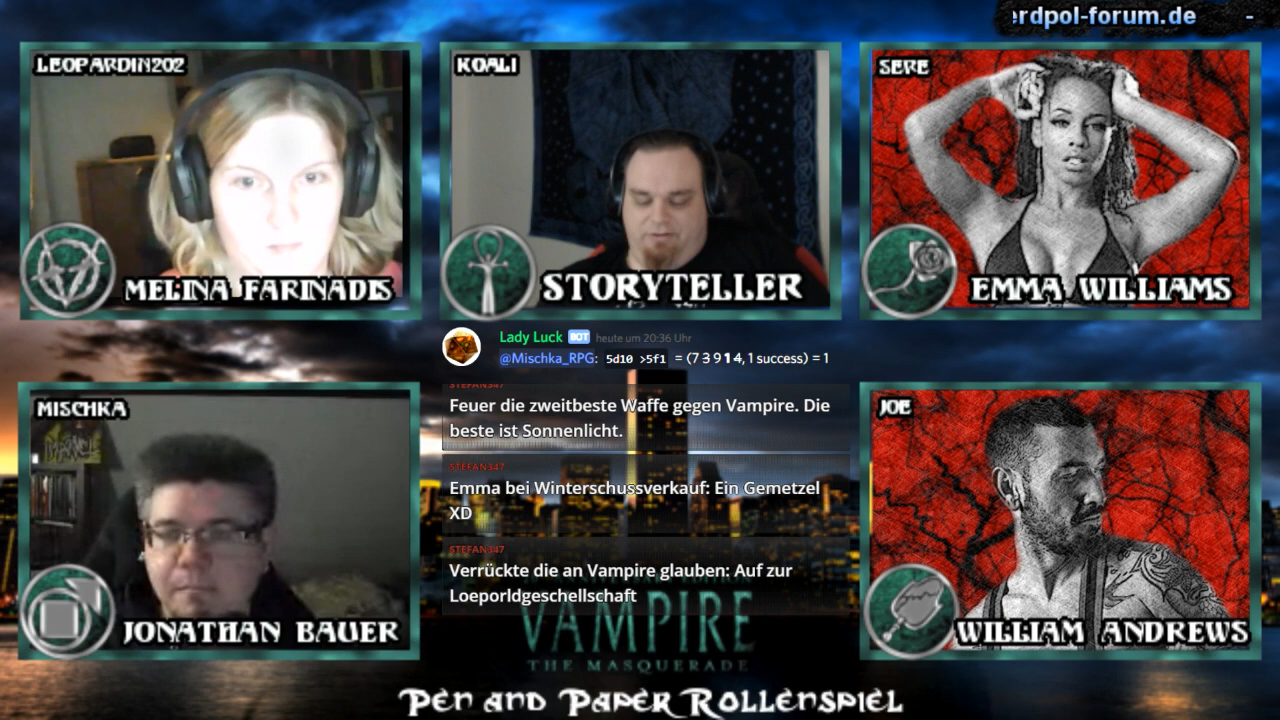 erdpol-forum.de -
LEOPARDIN202
KOALI
SERE
MELINA FARINADIS
STORYTELLER
EMMA WILLIAMS
Lady Luck BOT heute um 20:36 Uhr
@Mischka_RPG: 5d10 >5f1 = (7 3 9 1 4, 1 success) = 1
MISCHKA
JOE
STEFAN347
Feuer die zweitbeste Waffe gegen Vampire. Die
beste ist Sonnenlicht.
STEFAN347
Emma bei Winterschussverkauf: Ein Gemetzel
XD
STEFAN347
Verrückte die an Vampire glauben: Auf zur
Loeporldgeschellschaft
JONATHAN BAUER
WILLIAM ANDREWS
VAMPIRE
THE MASQUERADE
PEN AND PAPER ROLLENSPIEL